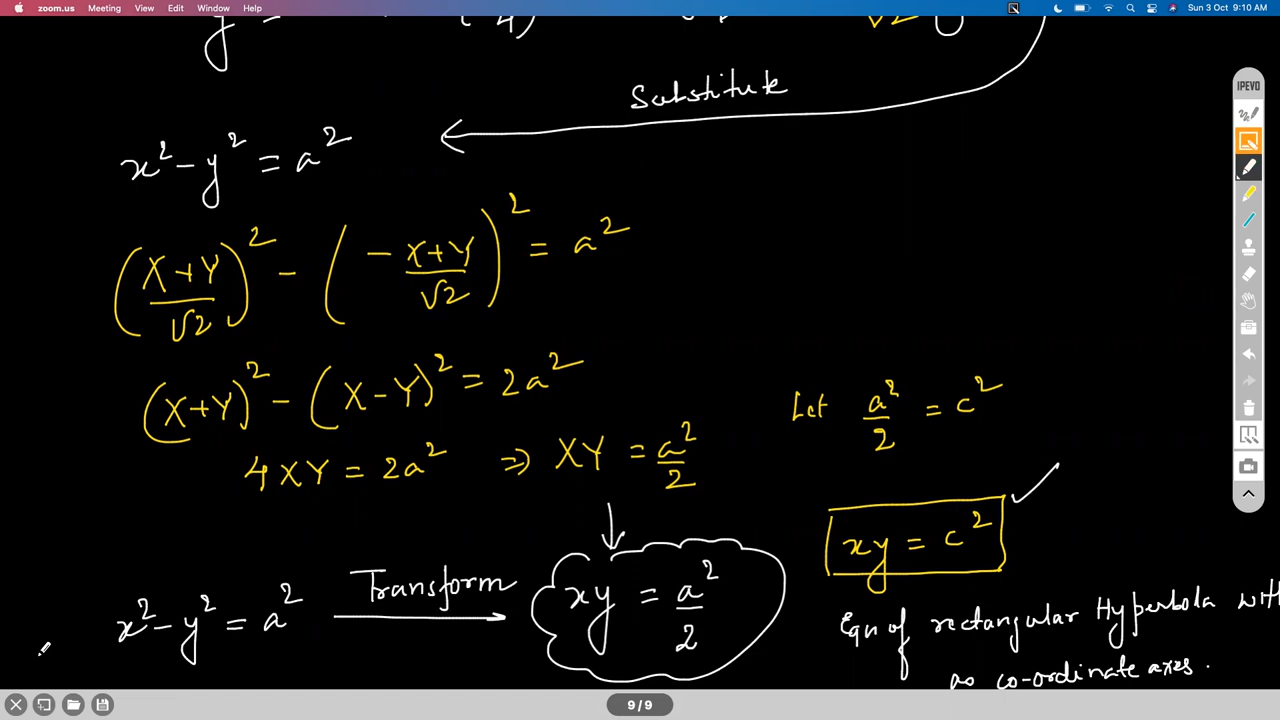 zoom.us Meeting View Edit Window Help
Sun 3 Oct 9:10 AM
IPEVO
Substitute
x² - y² = a²
(X+Y/√2)² - (-X+Y/√2)² = a²
(X+Y)² - (X-Y)² = 2a²
Let a²/2 = c²
4XY = 2a² ⇒ XY = a²/2
xy = c² ✓
x² - y² = a² Transform xy = a²/2
Eqn of rectangular Hyperbola with
as co-ordinate axes.
9/9